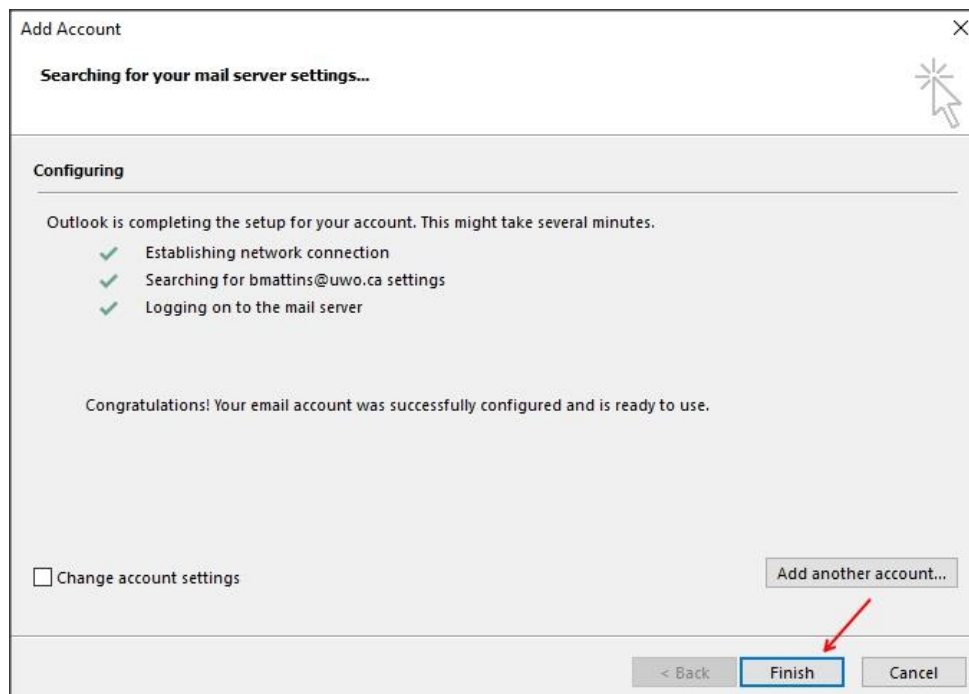 Add Account
Searching for your mail server settings...
Configuring
Outlook is completing the setup for your account. This might take several minutes.
Establishing network connection
Searching for bmattins@uwo.ca settings
Logging on to the mail server
Congratulations! Your email account was successfully configured and is ready to use.
Change account settings
Add another account...
< Back
Finish
Cancel